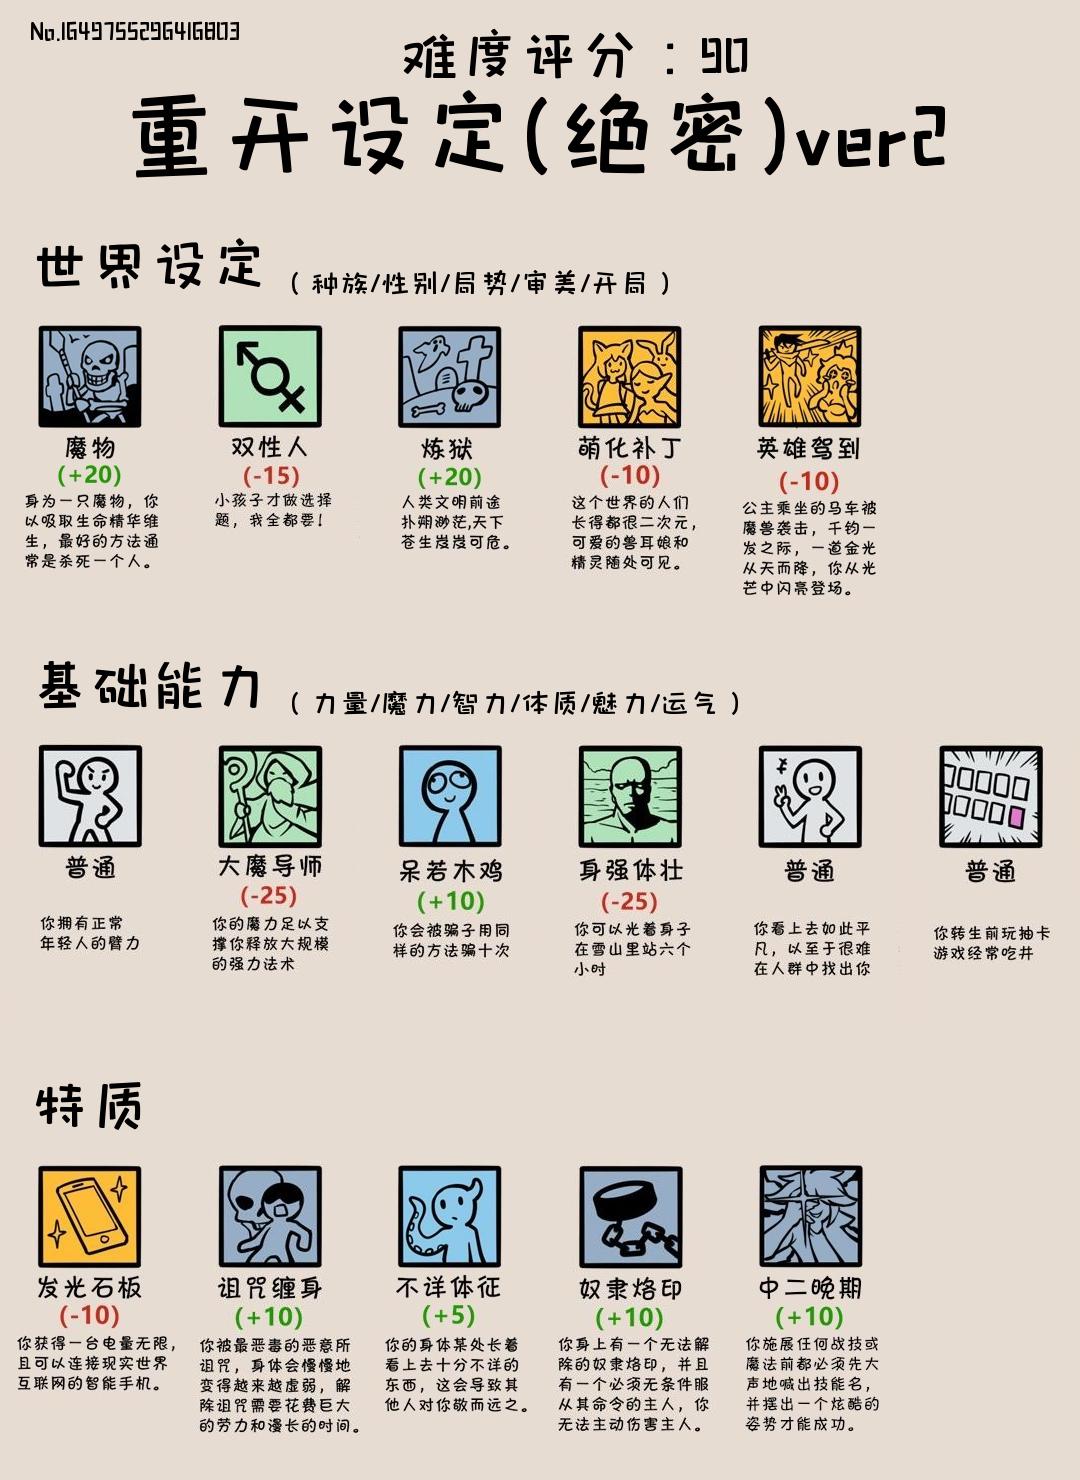 No.1649755296416803
难度评分：90
重开设定(绝密)ver2
世界设定（种族/性别/局势/审美/开局）
魔物
(+20)
身为一只魔物，你
以吸取生命精华维
生，最好的方法通
常是杀死一个人。
双性人
(-15)
小孩子才做选择
题，我全都要！
炼狱
(+20)
人类文明前途
扑朔渺茫,天下
苍生岌岌可危。
萌化补丁
(-10)
这个世界的人们
长得都很二次元，
可爱的兽耳娘和
精灵随处可见。
英雄驾到
(-10)
公主乘坐的马车被
魔兽袭击，千钧一
发之际，一道金光
从天而降，你从光
芒中闪亮登场。
基础能力（力量/魔力/智力/体质/魅力/运气）
普通
你拥有正常
年轻人的臂力
大魔导师
(-25)
你的魔力足以支
撑你释放大规模
的强力法术
呆若木鸡
(+10)
你会被骗子用同
样的方法骗十次
身强体壮
(-25)
你可以光着身子
在雪山里站六个
小时
普通
你看上去如此平
凡，以至于很难
在人群中找出你
普通
你转生前玩抽卡
游戏经常吃井
特质
发光石板
(-10)
你获得一台电量无限，
且可以连接现实世界
互联网的智能手机。
诅咒缠身
(+10)
你被最恶毒的恶意所
诅咒，身体会慢慢地
变得越来越虚弱，解
除诅咒需要花费巨大
的劳力和漫长的时间。
不详体征
(+5)
你的身体某处长着
看上去十分不详的
东西，这会导致其
他人对你敬而远之。
奴隶烙印
(+10)
你身上有一个无法解
除的奴隶烙印，并且
有一个必须无条件服
从其命令的主人，你
无法主动伤害主人。
中二晚期
(+10)
你施展任何战技或
魔法前都必须先大
声地喊出技能名，
并摆出一个炫酷的
姿势才能成功。